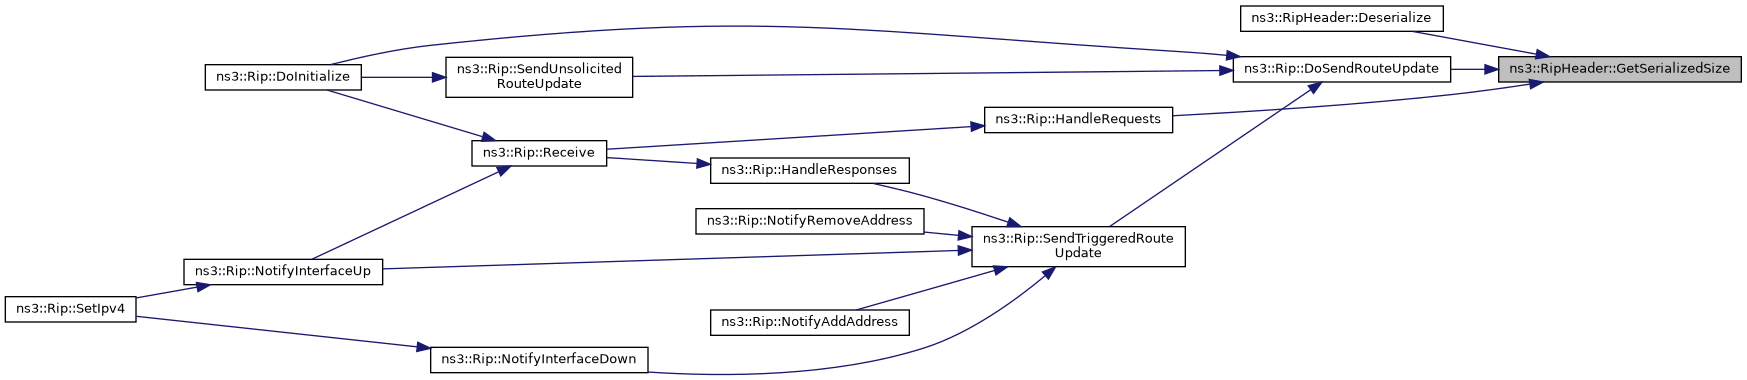 ns3::RipHeader::Deserialize
ns3::Rip::DoInitialize
ns3::Rip::SendUnsolicited
RouteUpdate
ns3::Rip::DoSendRouteUpdate
ns3::RipHeader::GetSerializedSize
ns3::Rip::HandleRequests
ns3::Rip::Receive
ns3::Rip::HandleResponses
ns3::Rip::NotifyRemoveAddress
ns3::Rip::SendTriggeredRoute
Update
ns3::Rip::NotifyInterfaceUp
ns3::Rip::SetIpv4
ns3::Rip::NotifyAddAddress
ns3::Rip::NotifyInterfaceDown